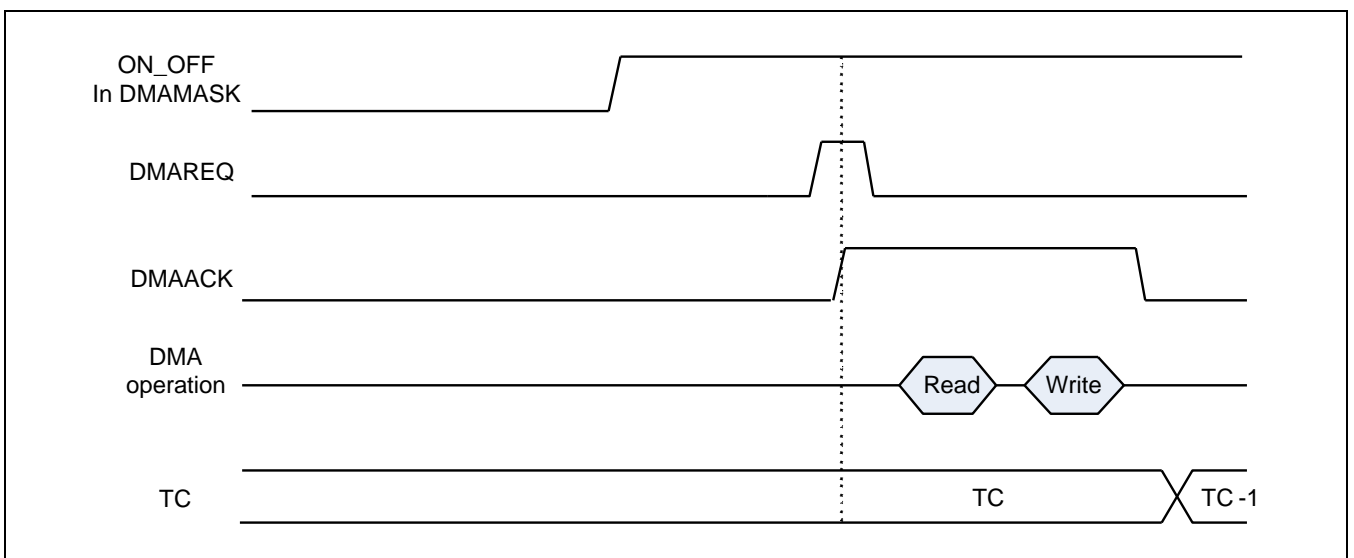 ON_OFF
In DMAMASK
DMAREQ
DMAACK
DMA
operation
Read
Write
TC
TC
TC -1